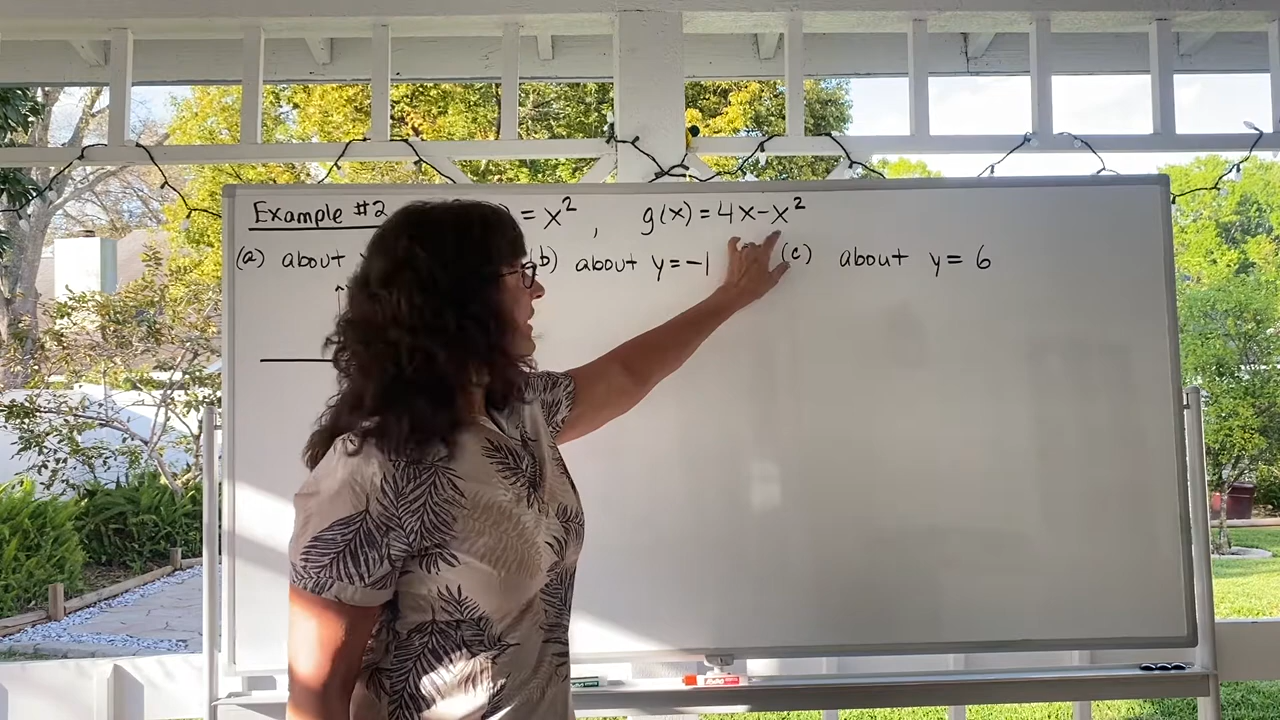 Example #2 ) = x², g(x) = 4x-x²
(a) about (b) about y=-1 (c) about y= 6